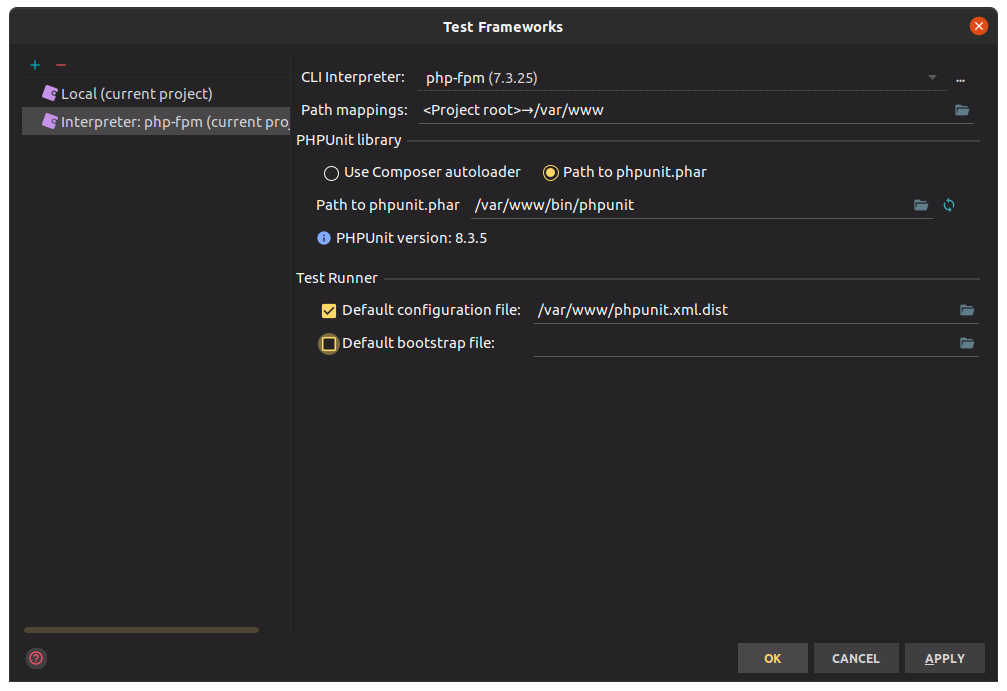 Test Frameworks
Local (current project)
Interpreter: php-fpm (current proj
CLI Interpreter: php-fpm (7.3.25) ...
Path mappings: <Project root>→/var/www
PHPUnit library
Use Composer autoloader Path to phpunit.phar
Path to phpunit.phar /var/www/bin/phpunit
PHPUnit version: 8.3.5
Test Runner
Default configuration file: /var/www/phpunit.xml.dist
Default bootstrap file:
OK CANCEL APPLY